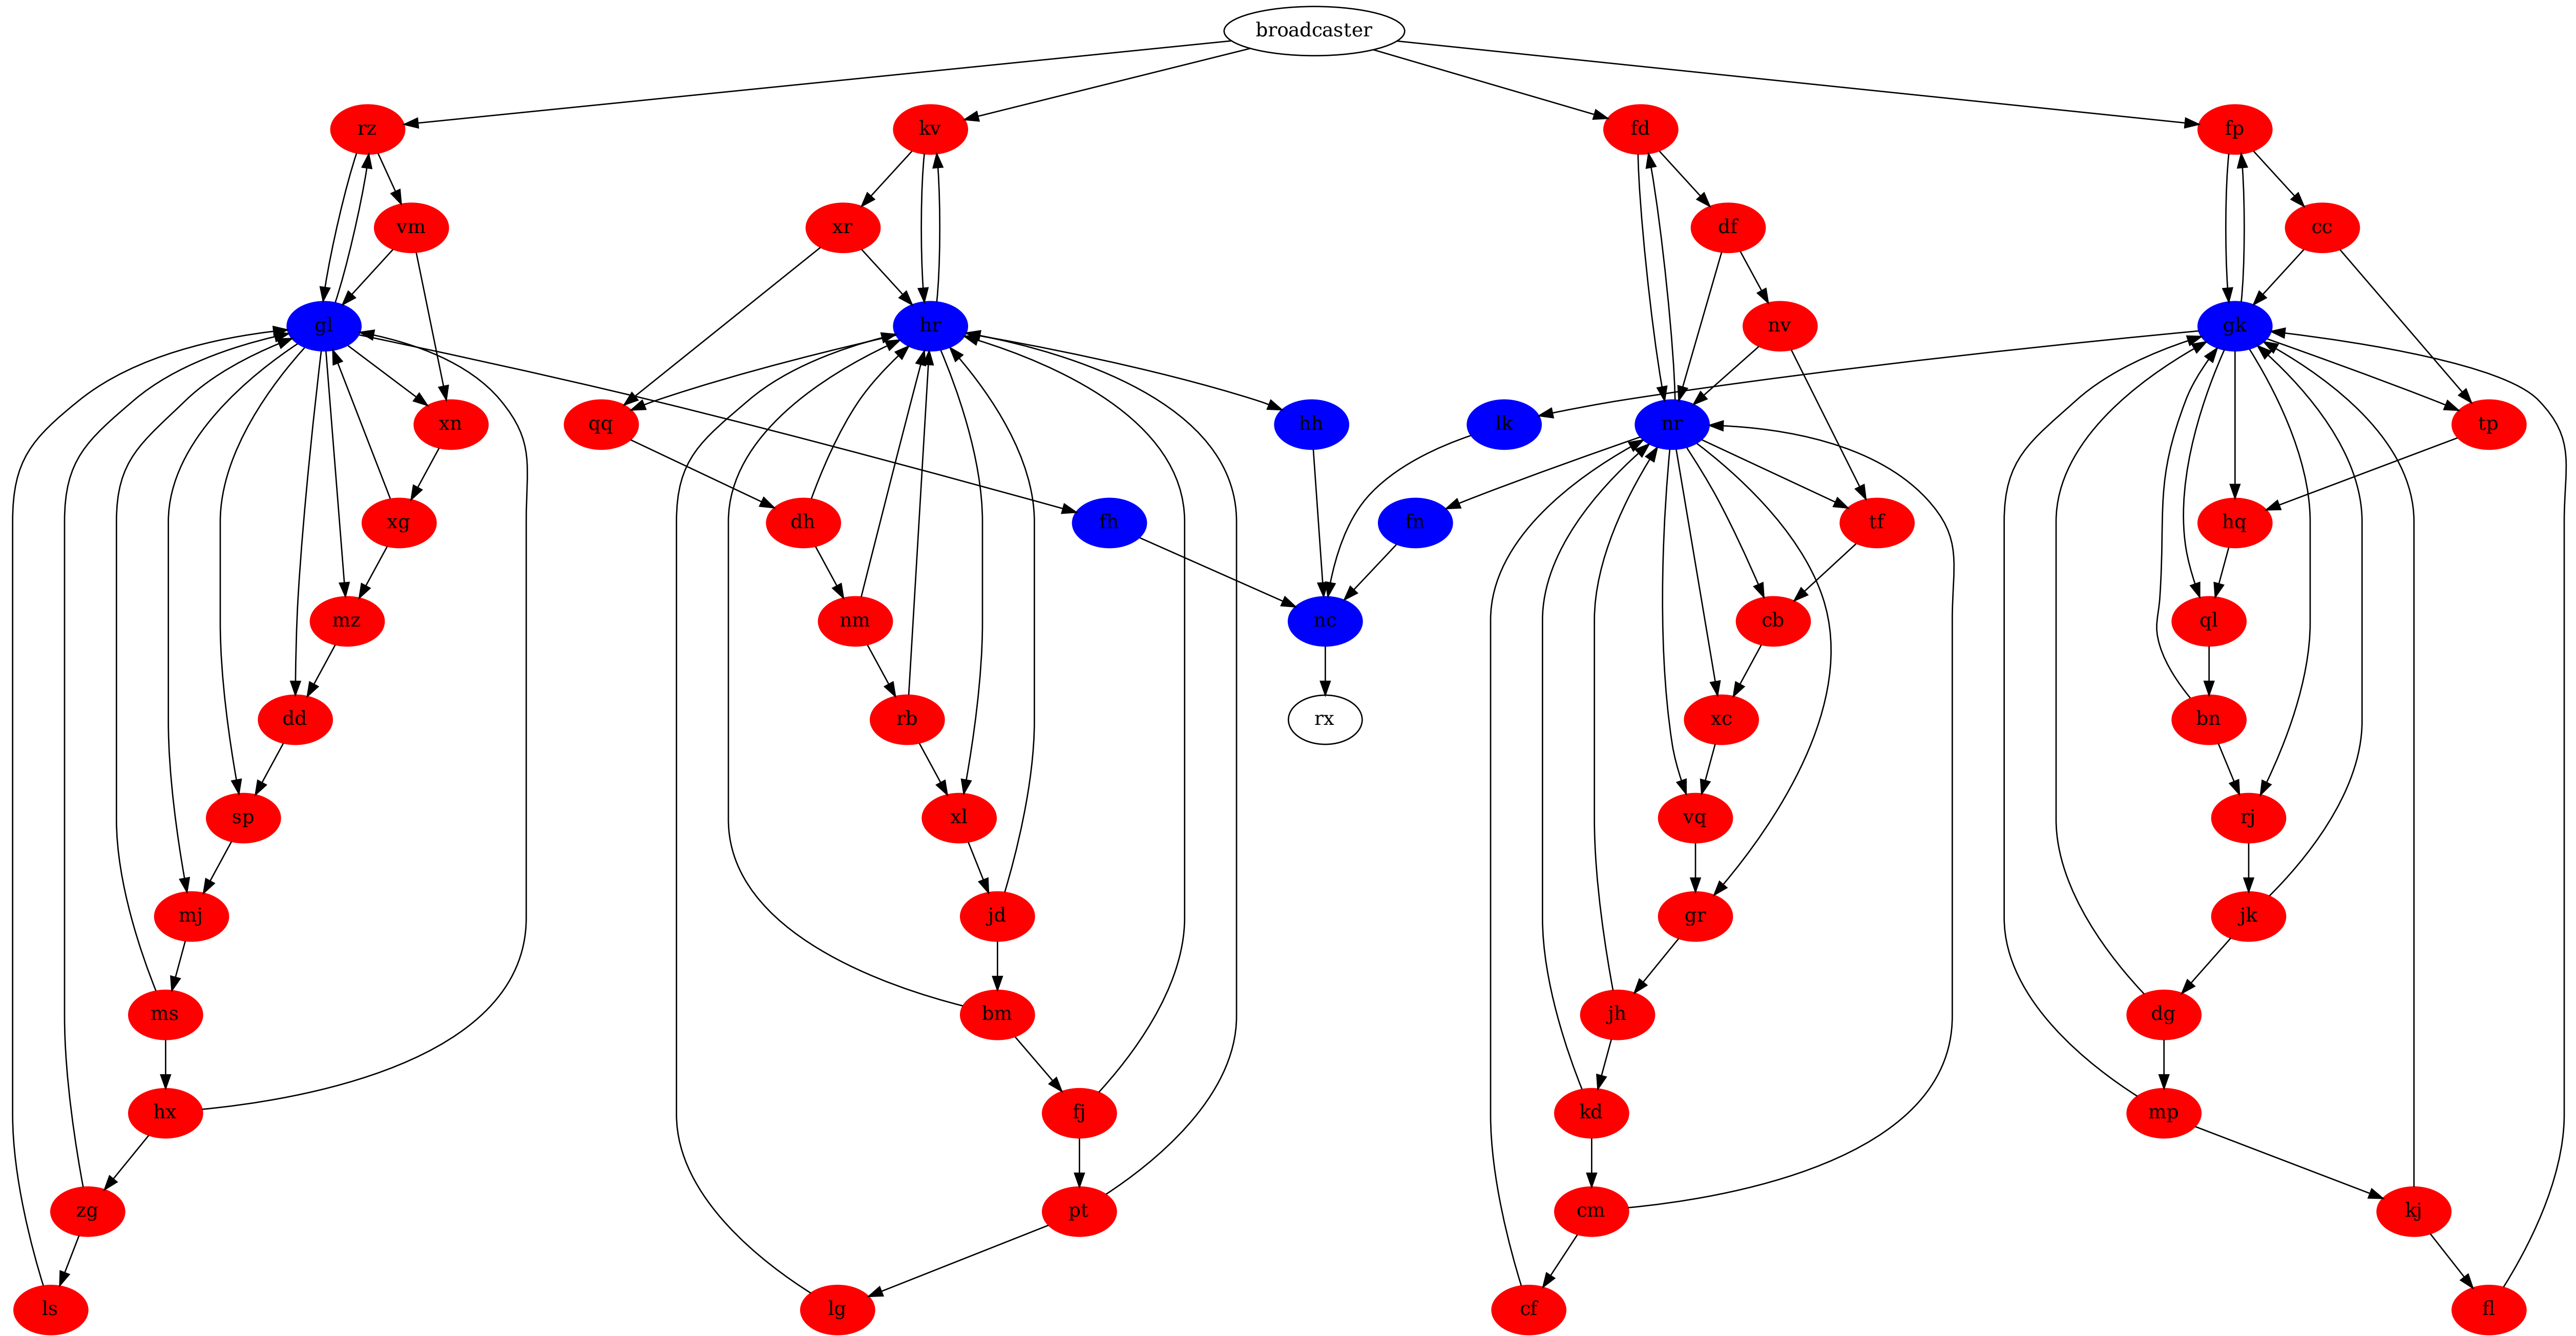 broadcaster
rz
kv
fd
fp
vm
xr
df
cc
gl
hr
nv
gk
xn
qq
hh
lk
nr
tp
xg
dh
fh
fn
tf
hq
mz
nm
nc
cb
ql
dd
rb
rx
xc
bn
sp
xl
vq
rj
mj
jd
gr
jk
ms
bm
jh
dg
hx
fj
kd
mp
zg
pt
cm
kj
ls
lg
cf
fl